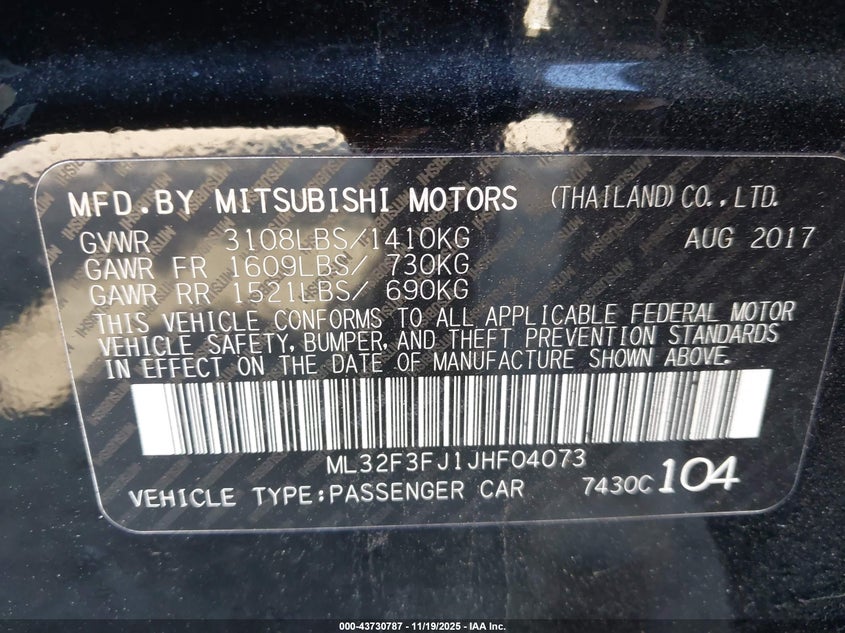 MFD.BY MITSUBISHI MOTORS (THAILAND)CO.,LTD.
GVWR 3108LBS/1410KG AUG 2017
GAWR FR 1609LBS/ 730KG
GAWR RR 1521LBS/ 690KG
THIS VEHICLE CONFORMS TO ALL APPLICABLE FEDERAL MOTOR
VEHICLE SAFETY, BUMPER, AND THEFT PREVENTION STANDARDS
IN EFFECT ON THE DATE OF MANUFACTURE SHOWN ABOVE.
ML32F3FJ1JHF04073
VEHICLE TYPE:PASSENGER CAR 7430C 104
000-43730787 - 11/19/2025 - IAA Inc.